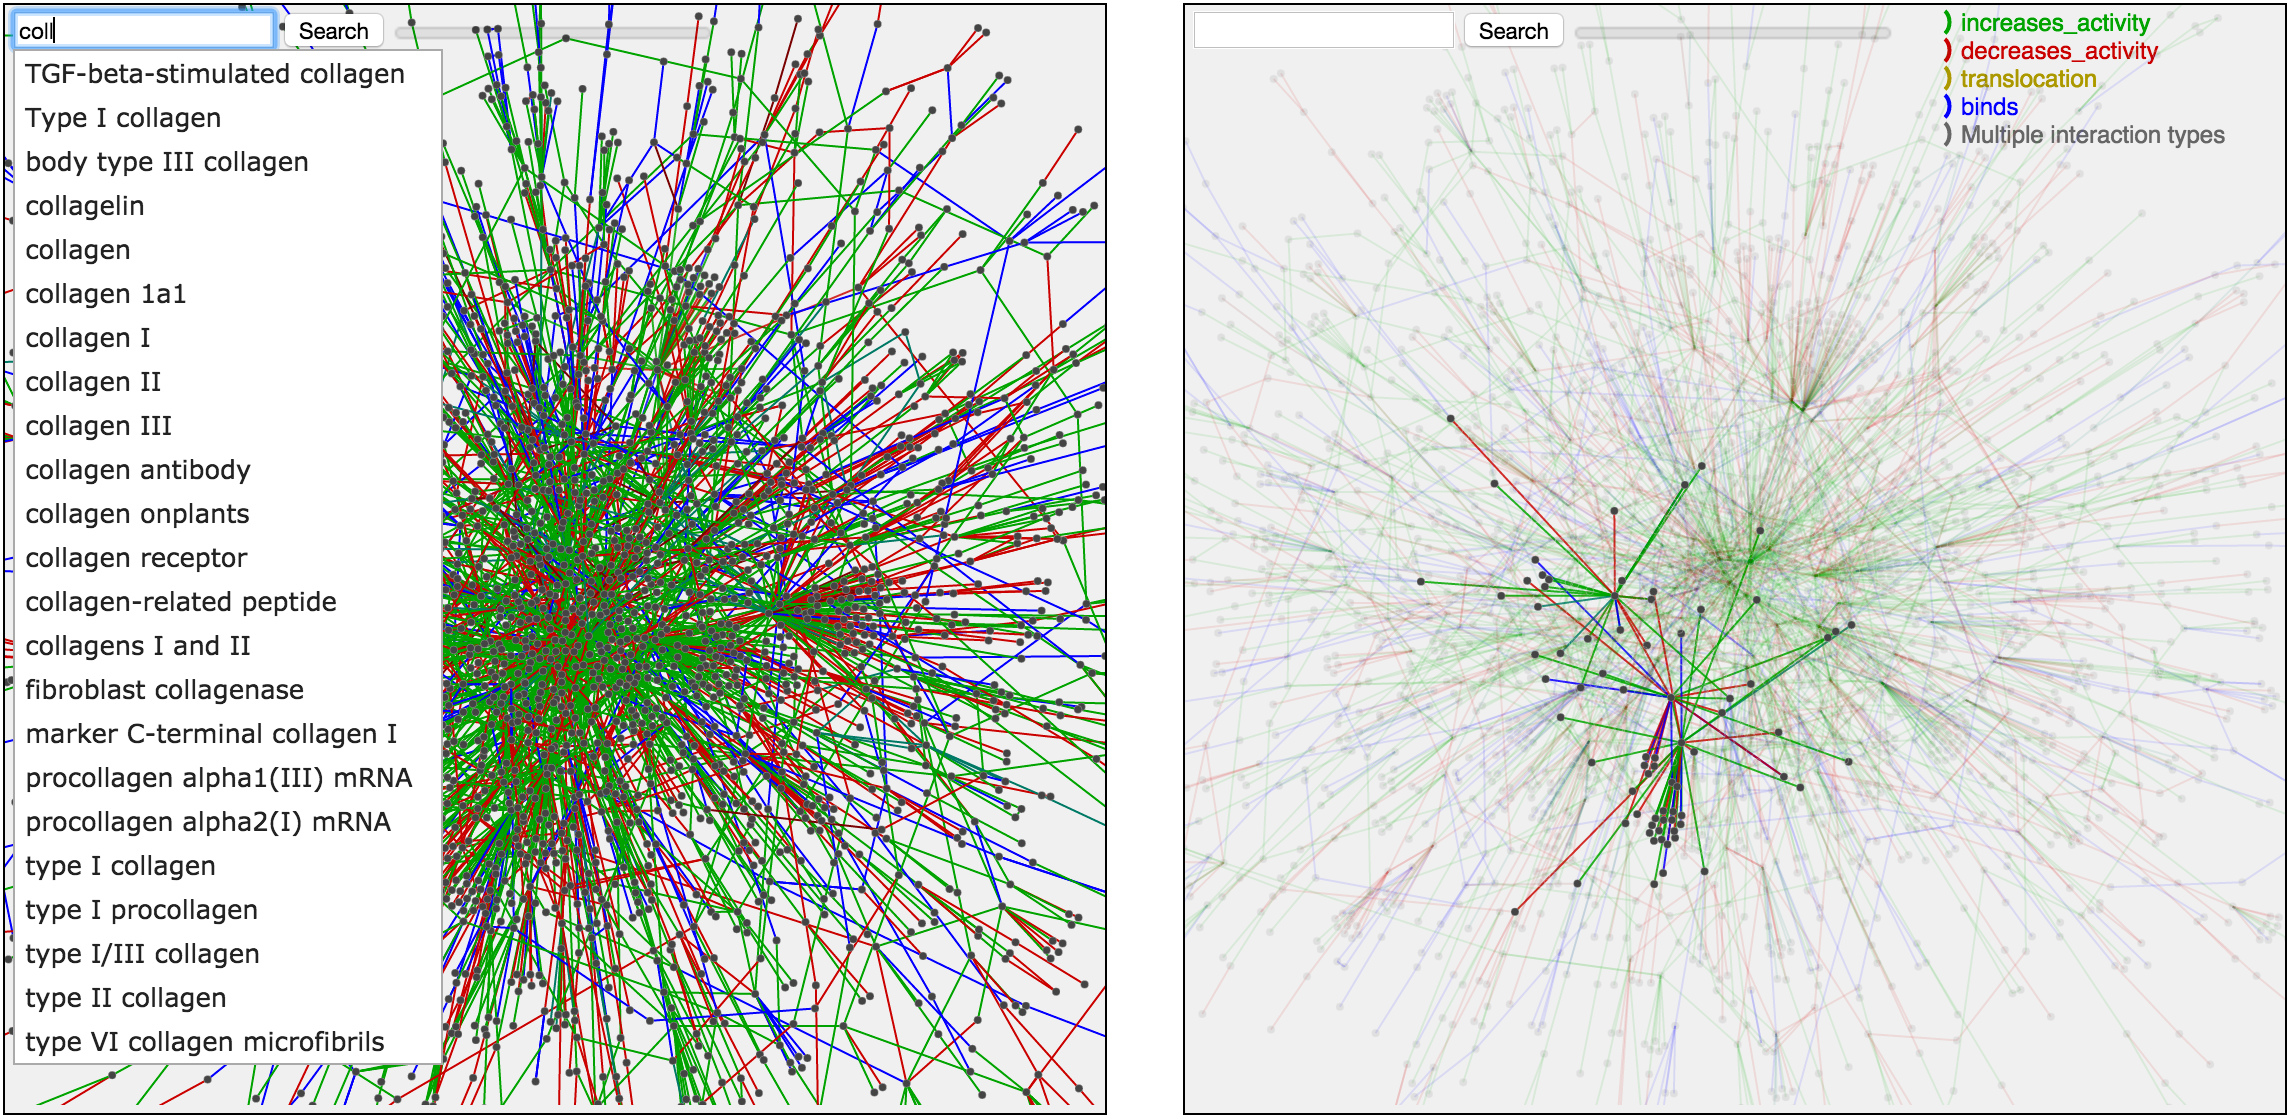 coll
Search
TGF-beta-stimulated collagen
Type I collagen
body type III collagen
collagelin
collagen
collagen 1a1
collagen I
collagen II
collagen III
collagen antibody
collagen onplants
collagen receptor
collagen-related peptide
collagens I and II
fibroblast collagenase
marker C-terminal collagen I
procollagen alpha1(III) mRNA
procollagen alpha2(I) mRNA
type I collagen
type I procollagen
type I/III collagen
type II collagen
type VI collagen microfibrils
Search
increases_activity
decreases_activity
translocation
binds
Multiple interaction types